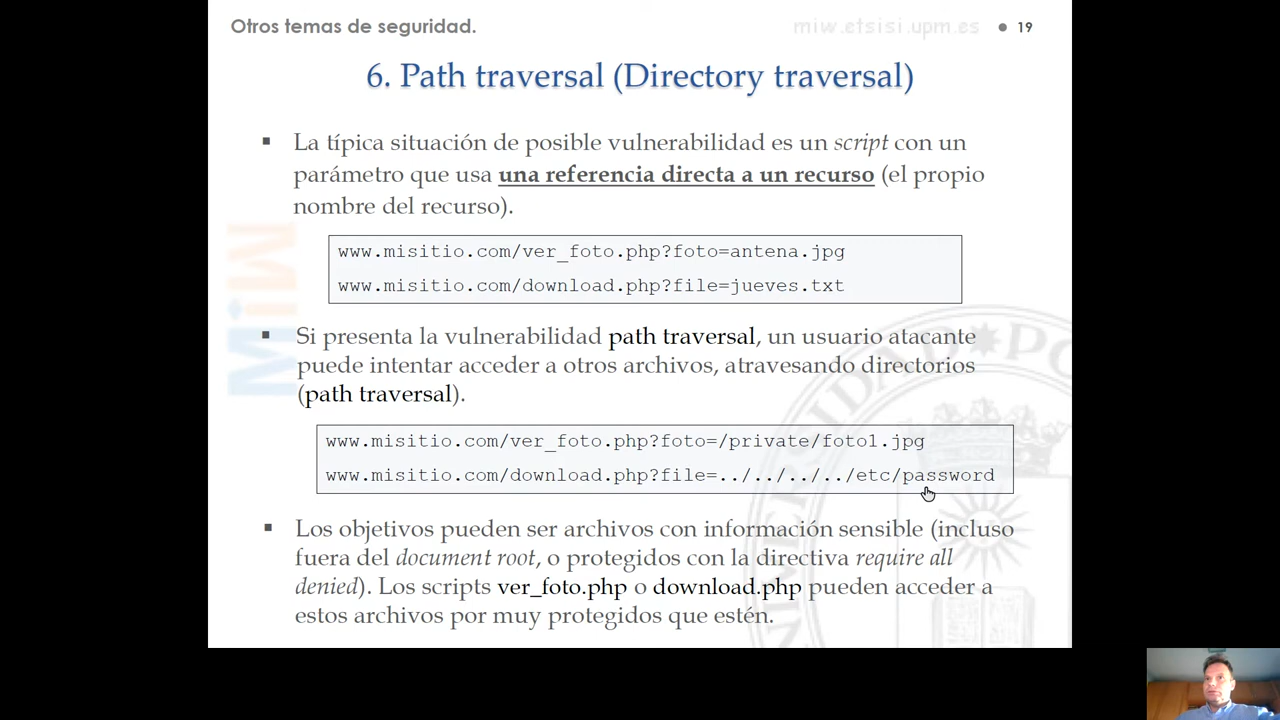 Otros temas de seguridad.
miw.etsisi.upm.es
19
6. Path traversal (Directory traversal)
La típica situación de posible vulnerabilidad es un script con un
parámetro que usa una referencia directa a un recurso (el propio
nombre del recurso).
www.misitio.com/ver_foto.php?foto=antena.jpg
www.misitio.com/download.php?file=jueves.txt
Si presenta la vulnerabilidad path traversal, un usuario atacante
puede intentar acceder a otros archivos, atravesando directorios
(path traversal).
www.misitio.com/ver_foto.php?foto=/private/foto1.jpg
www.misitio.com/download.php?file=../../../../etc/password
Los objetivos pueden ser archivos con información sensible (incluso
fuera del document root, o protegidos con la directiva require all
denied). Los scripts ver_foto.php o download.php pueden acceder a
estos archivos por muy protegidos que estén.
MiW